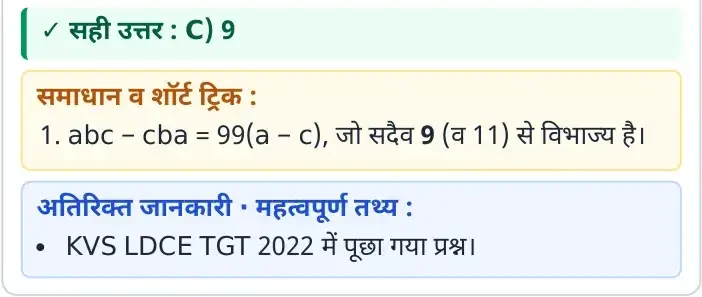 ✓ सही उत्तर : C) 9
समाधान व शॉर्ट ट्रिक :
1. abc − cba = 99(a − c), जो सदैव 9 (व 11) से विभाज्य है।
अतिरिक्त जानकारी · महत्वपूर्ण तथ्य :
• KVS LDCE TGT 2022 में पूछा गया प्रश्न।